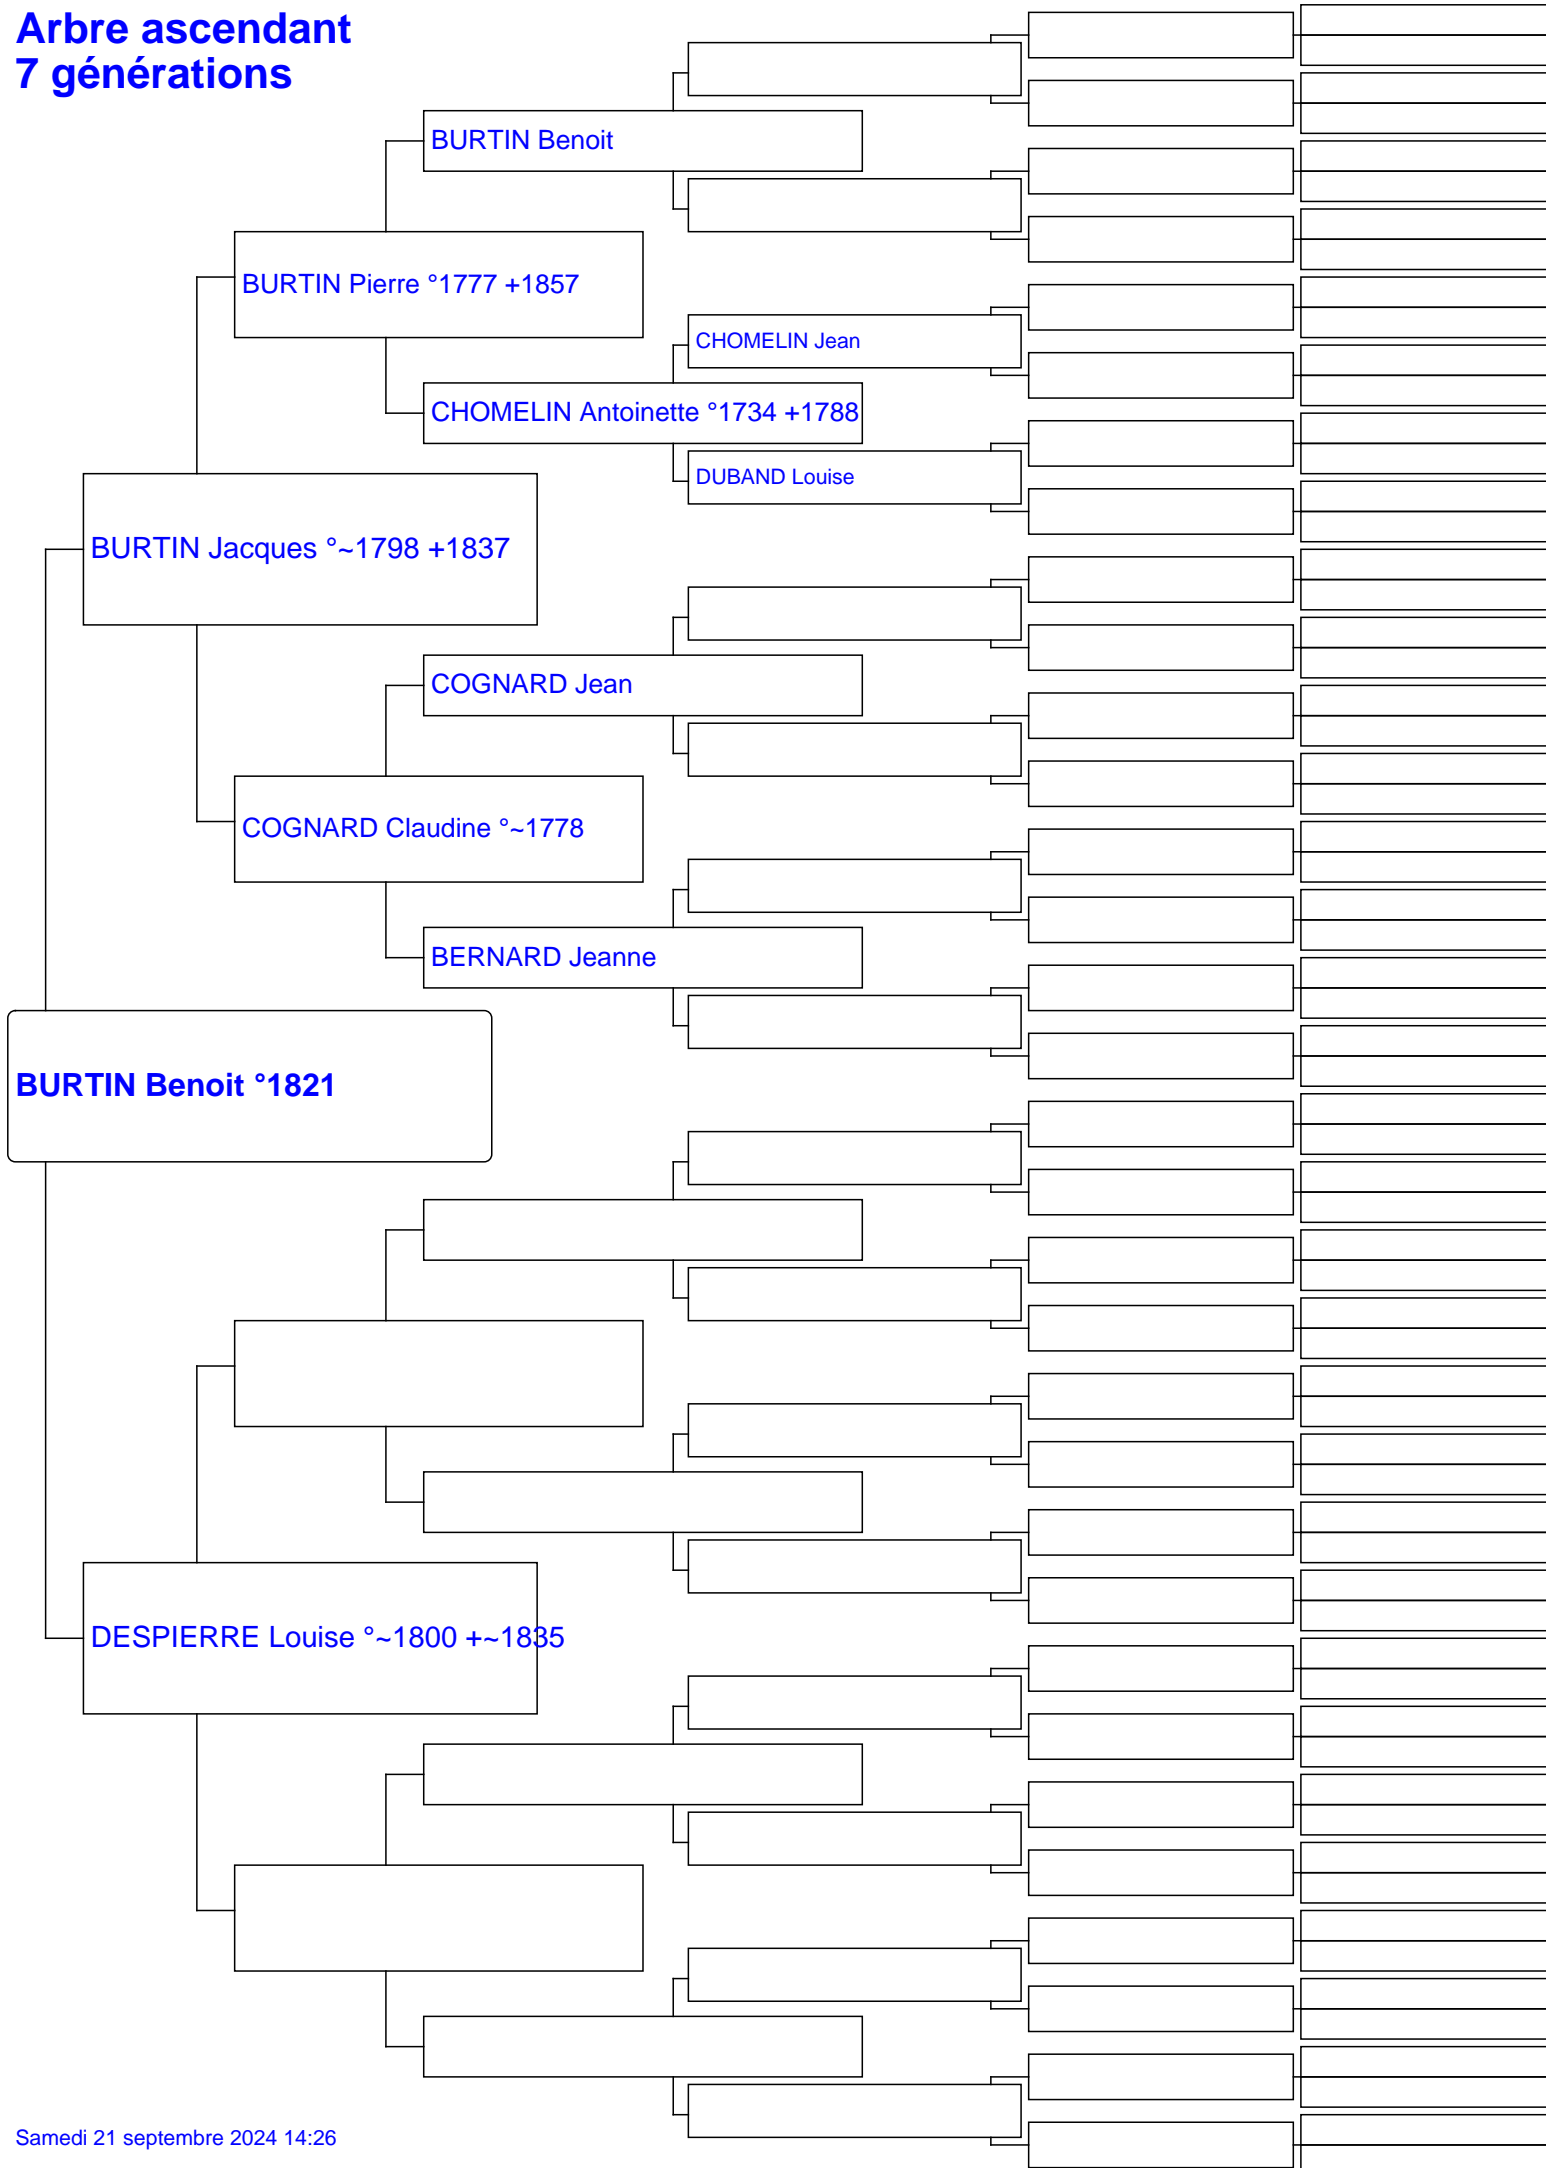 Arbre ascendant
7 générations
BURTIN Benoit
BURTIN Pierre °1777 +1857
CHOMELIN Jean
CHOMELIN Antoinette °1734 +1788
DUBAND Louise
BURTIN Jacques °~1798 +1837
COGNARD Jean
COGNARD Claudine °~1778
BERNARD Jeanne
BURTIN Benoit °1821
DESPIERRE Louise °~1800 +~1835
Samedi 21 septembre 2024 14:26